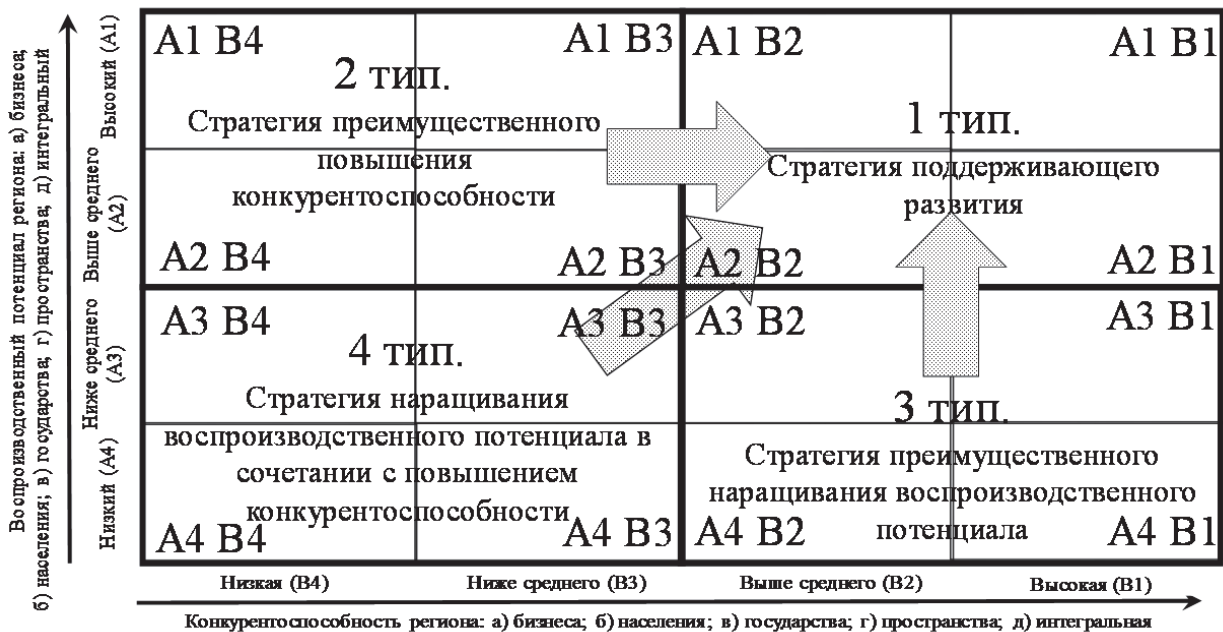 Воспроизводственный потенциал региона: а) бизнеса;
б) населения; в) государства; г) пространства; д) интегральный
Высокий (А1)
Выше среднего
(А2)
Ниже среднего
(А3)
Низкий (А4)
А1 В4
А1 В3
А1 В2
А1 В1
2 тип.
Стратегия преимущественного
повышения
конкурентоспособности
1 тип.
Стратегия поддерживающего
развития
А2 В4
А2 В3
А2 В2
А2 В1
А3 В4
А3 В3
А3 В2
А3 В1
4 тип.
Стратегия наращивания
воспроизводственного потенциала в
сочетании с повышением
конкурентоспособности
3 тип.
Стратегия преимущественного
наращивания воспроизводственного
потенциала
А4 В4
А4 В3
А4 В2
А4 В1
Низкая (В4)
Ниже среднего (В3)
Выше среднего (В2)
Высокая (В1)
Конкурентоспособность региона: а) бизнеса; б) населения; в) государства; г) пространства; д) интегральная